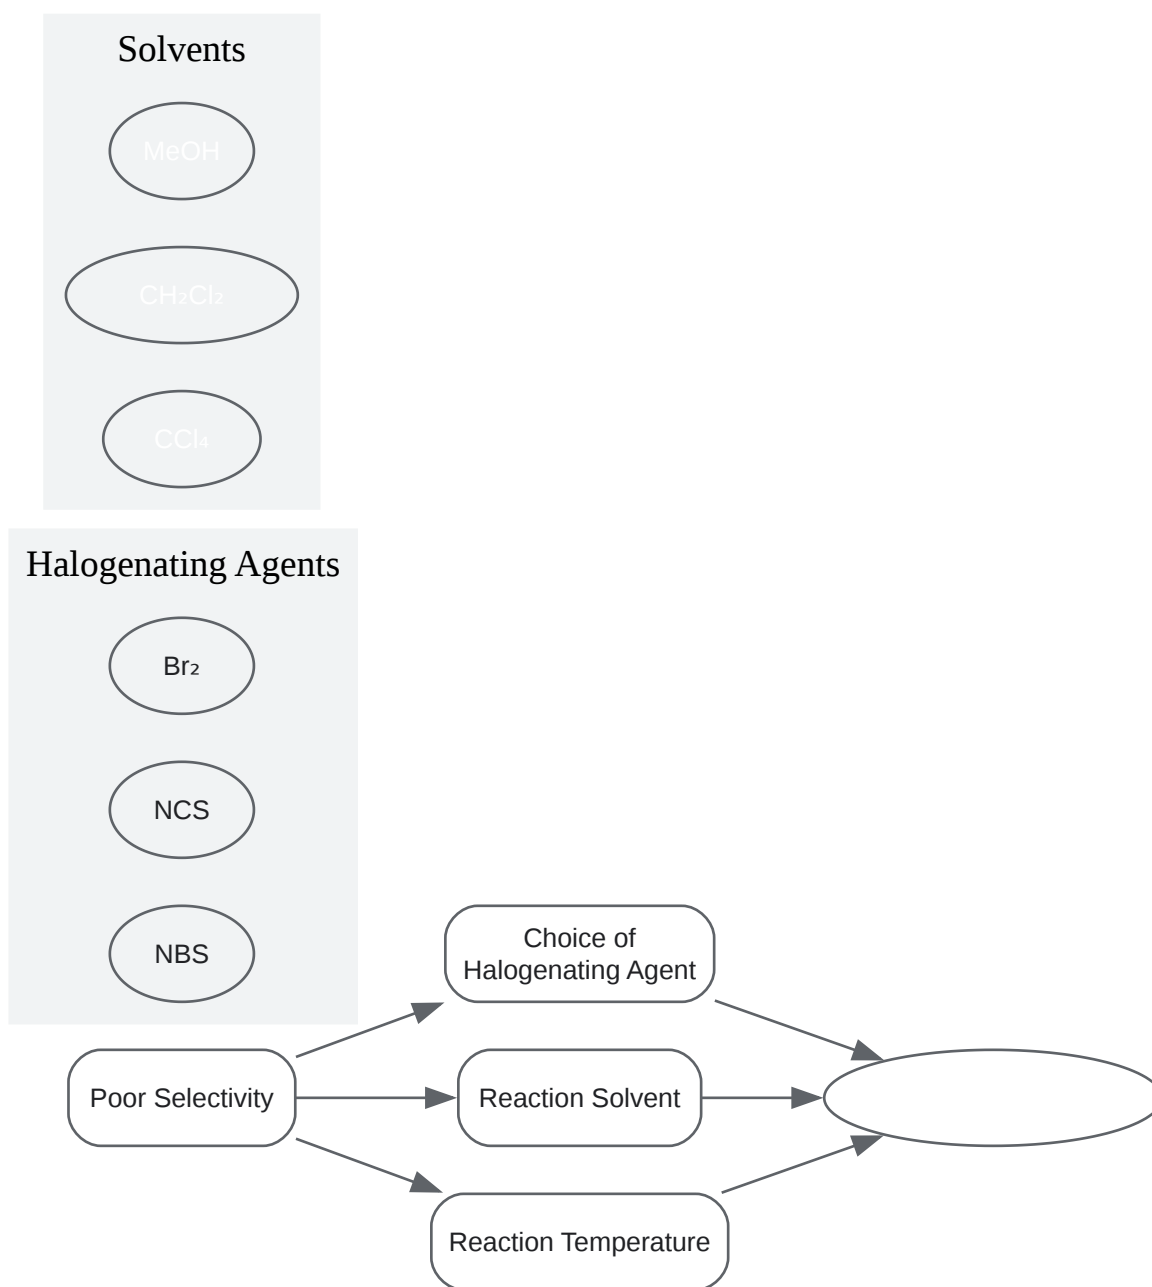 Solvents
MeOH
CH₂Cl₂
CCl₄
Halogenating Agents
Br₂
NCS
NBS
Choice of
Halogenating Agent
Poor Selectivity
Reaction Solvent
Reaction Temperature